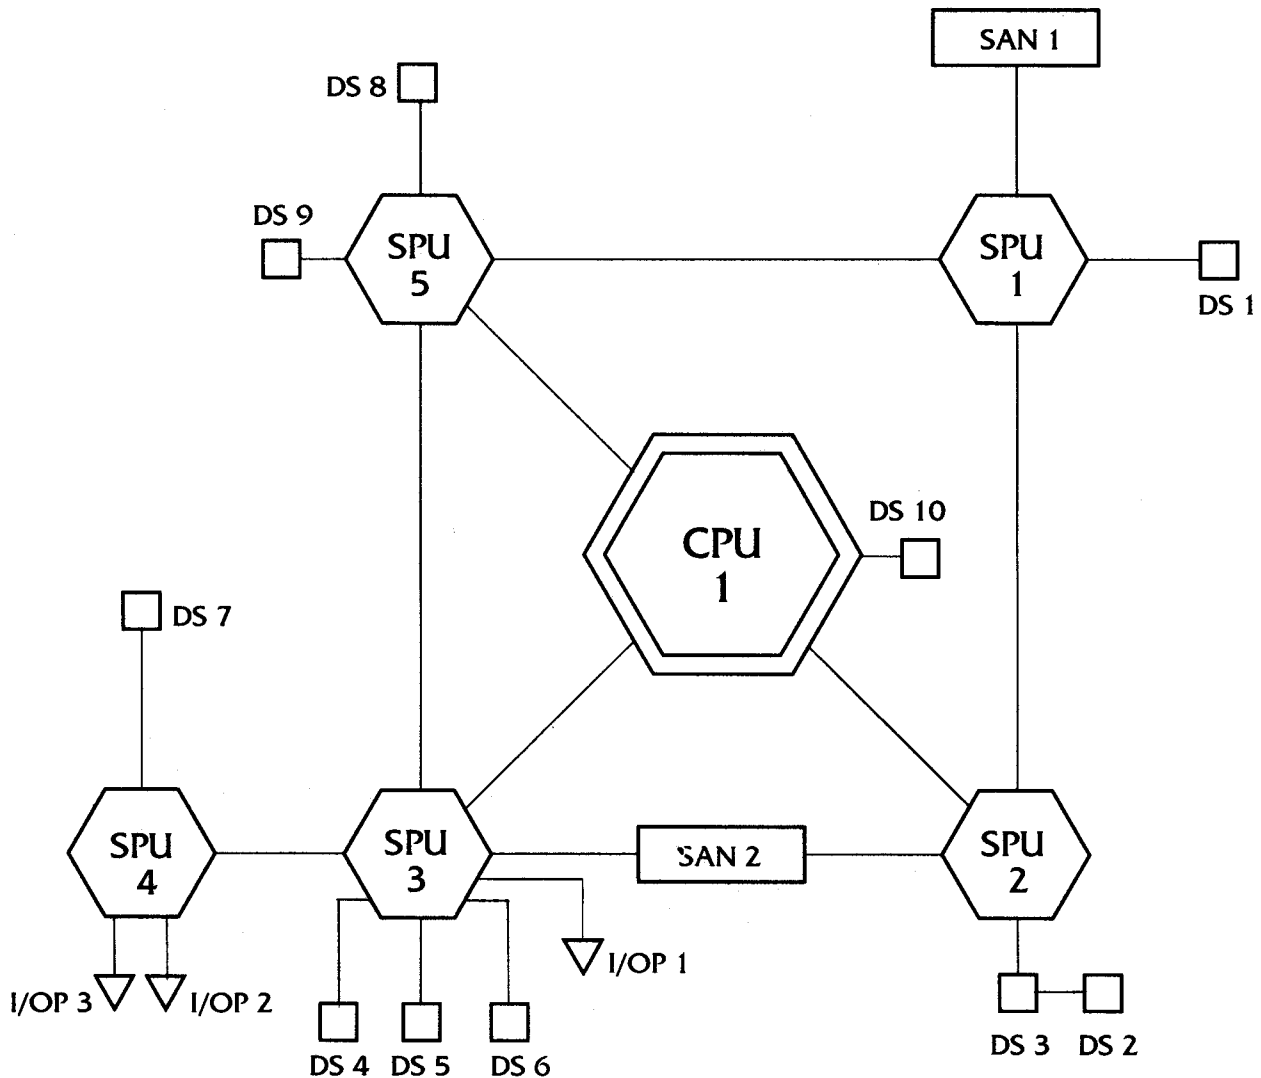 SAN 1
DS 8
DS 9
SPU
5
SPU
1
DS 1
DS 10
CPU
1
DS 7
SPU
4
SPU
3
SAN 2
SPU
2
I/OP 3
I/OP 2
I/OP 1
DS 4
DS 5
DS 6
DS 3
DS 2